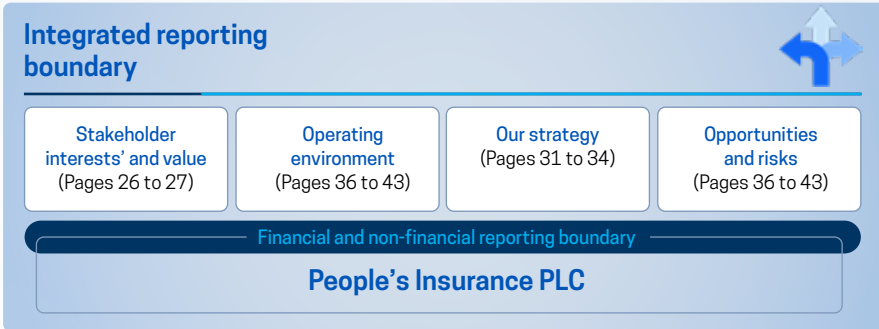 Integrated reporting
boundary
Stakeholder
interests’ and value
(Pages 26 to 27)
Operating
environment
(Pages 36 to 43)
Our strategy
(Pages 31 to 34)
Opportunities
and risks
(Pages 36 to 43)
Financial and non-financial reporting boundary
People’s Insurance PLC